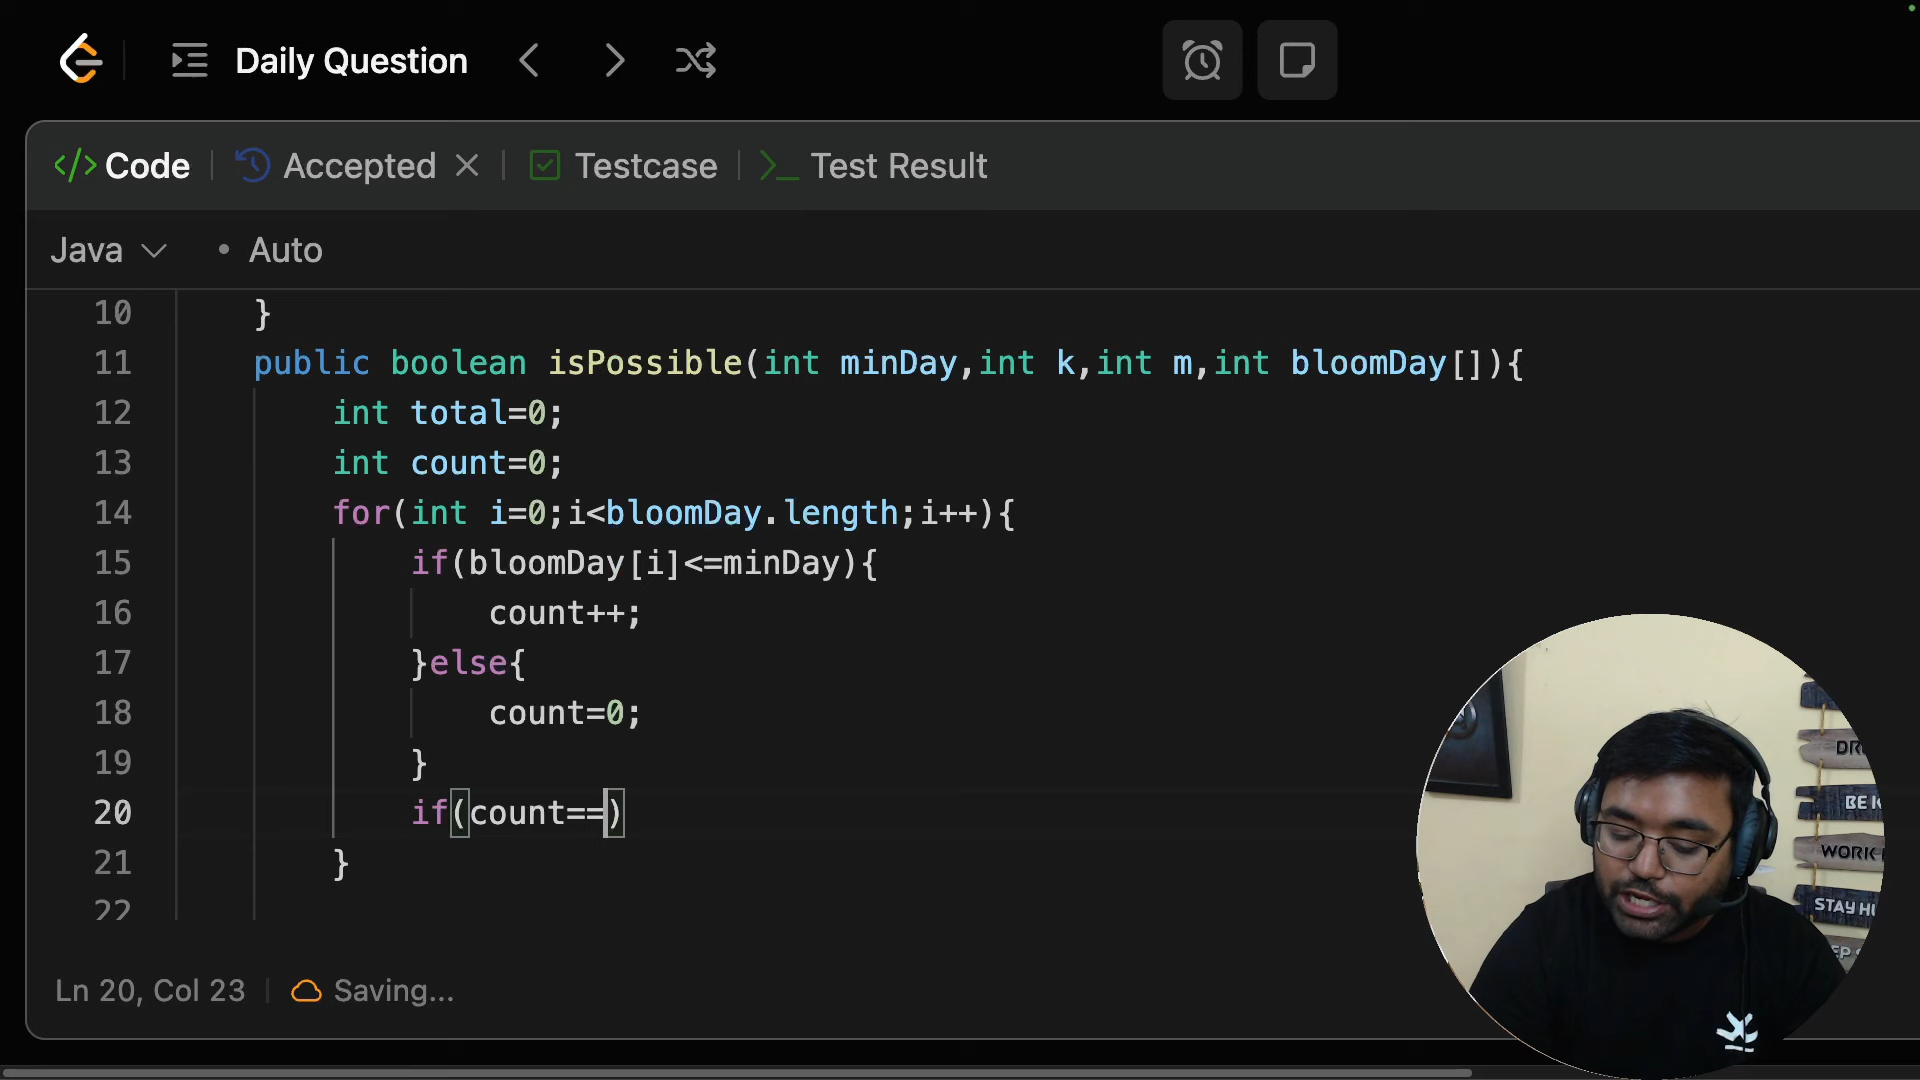 Daily Question
Code
Accepted
Testcase
Test Result
Java
Auto
10 }
11 public boolean isPossible(int minDay,int k,int m,int bloomDay[]){
12 int total=0;
13 int count=0;
14 for(int i=0;i<bloomDay.length;i++){
15 if(bloomDay[i]<=minDay){
16 count++;
17 }else{
18 count=0;
19 }
20 if(count==)
21 }
22
Ln 20, Col 23
Saving...
BE
WORK
STAY